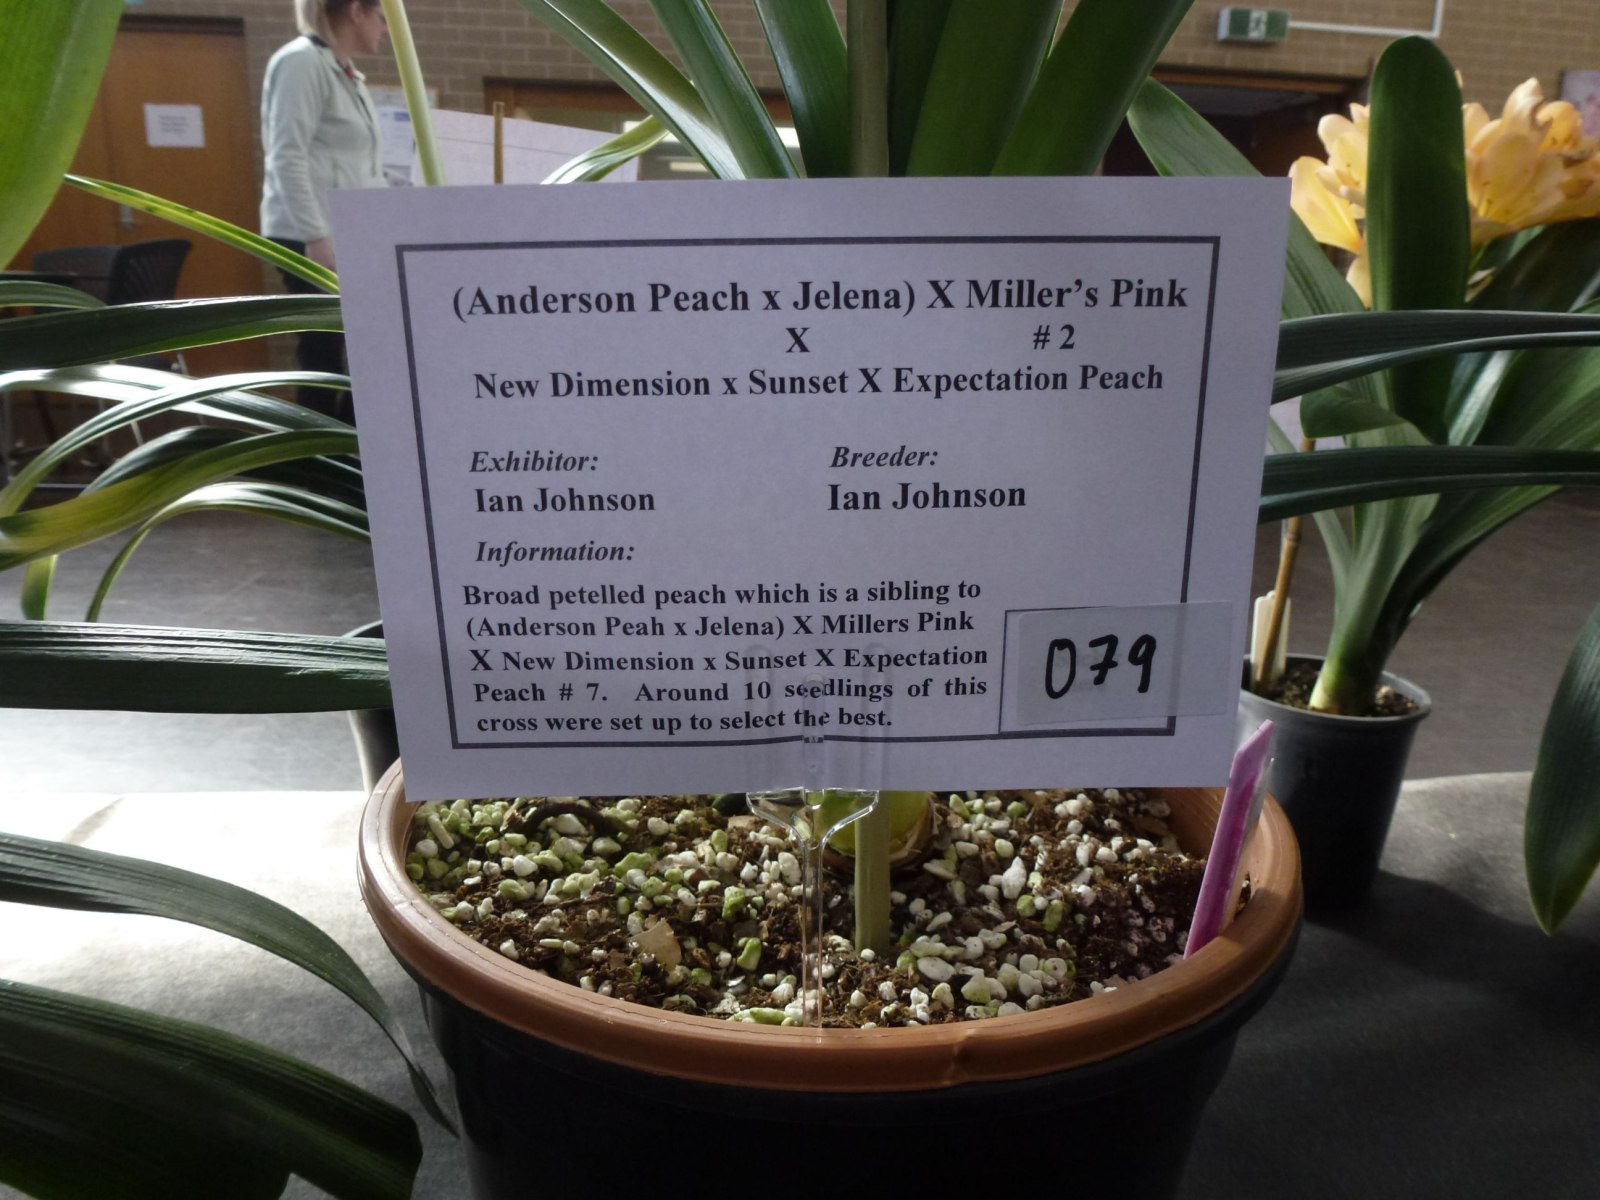 (Anderson Peach x Jelena) X Miller's Pink
X # 2
New Dimension x Sunset X Expectation Peach
Exhibitor: Breeder:
Ian Johnson Ian Johnson
Information:
Broad petelled peach which is a sibling to
(Anderson Peah x Jelena) X Millers Pink
X New Dimension x Sunset X Expectation
Peach # 7. Around 10 seedlings of this
cross were set up to select the best.
079